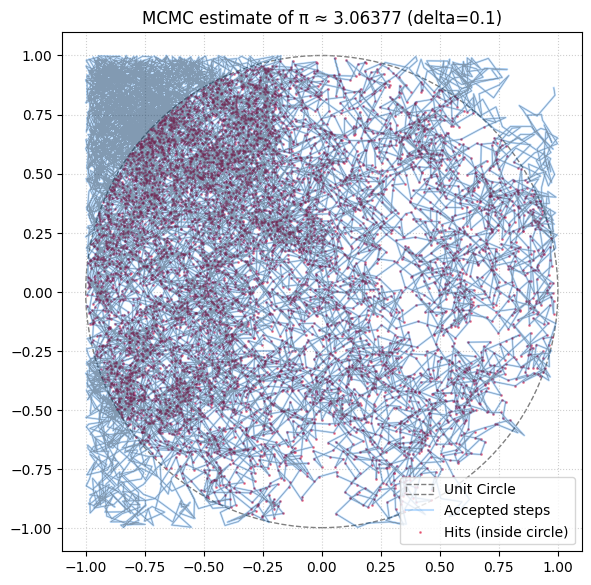 MCMC estimate of π ≈ 3.06377 (delta=0.1)
1.00
0.75
0.50
0.25
0.00
−0.25
−0.50
−0.75
−1.00
Unit Circle
Accepted steps
Hits (inside circle)
−1.00 −0.75 −0.50 −0.25 0.00 0.25 0.50 0.75 1.00